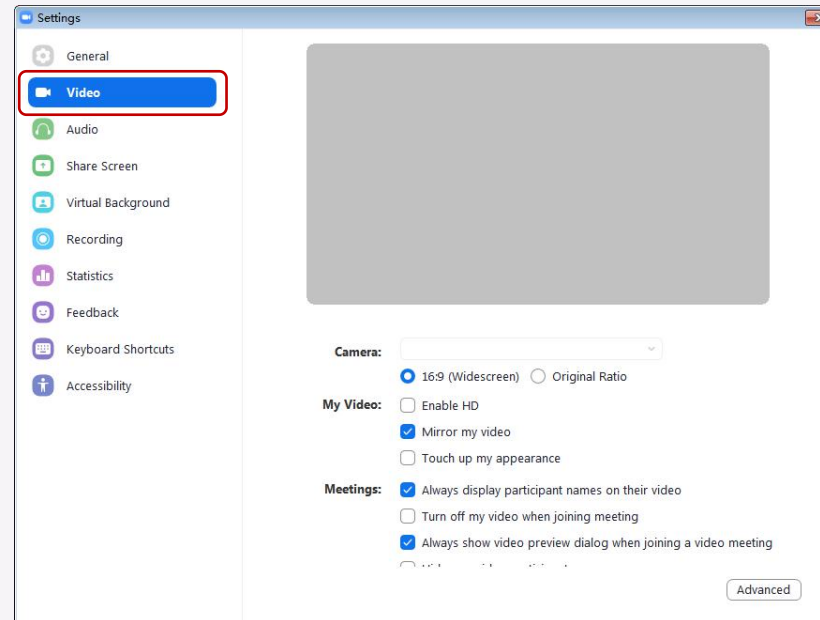 Settings
General
Video
Audio
Share Screen
Virtual Background
Recording
Statistics
Feedback
Keyboard Shortcuts
Accessibility
Camera:
16:9 (Widescreen) Original Ratio
My Video: Enable HD
Mirror my video
Touch up my appearance
Meetings: Always display participant names on their video
Turn off my video when joining meeting
Always show video preview dialog when joining a video meeting
Advanced